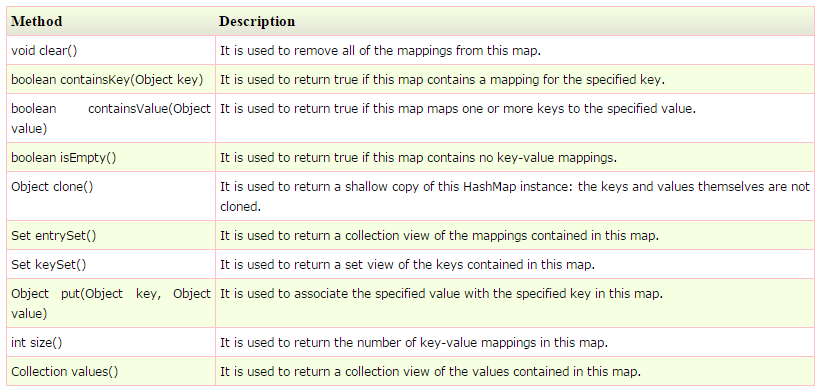 Method Description
void clear() It is used to remove all of the mappings from this map.
boolean containsKey(Object key) It is used to return true if this map contains a mapping for the specified key.
boolean containsValue(Object It is used to return true if this map maps one or more keys to the specified value.
value)
boolean isEmpty() It is used to return true if this map contains no key-value mappings.
Object clone() It is used to return a shallow copy of this HashMap instance: the keys and values themselves are not
cloned.
Set entrySet() It is used to return a collection view of the mappings contained in this map.
Set keySet() It is used to return a set view of the keys contained in this map.
Object put(Object key, Object It is used to associate the specified value with the specified key in this map.
value)
int size() It is used to return the number of key-value mappings in this map.
Collection values() It is used to return a collection view of the values contained in this map.